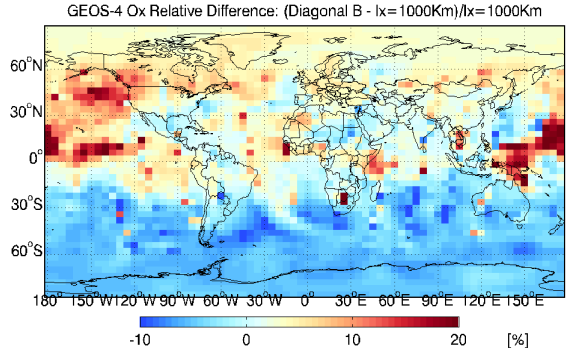 GEOS-4 Ox Relative Difference: (Diagonal B - lx=1000Km)/lx=1000Km
60°N
30°N
0°
30°S
60°S
180°W 150°W 120°W 90°W 60°W 30°W 0° 30°E 60°E 90°E 120°E 150°E
-10 0 10 20 [%]